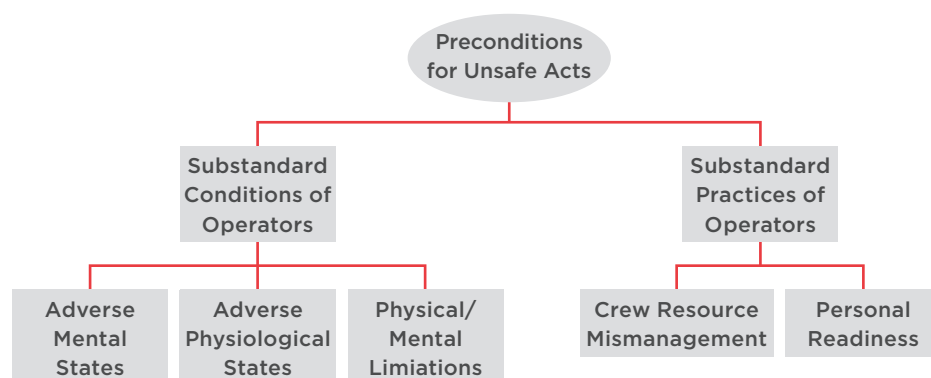 Preconditions
for Unsafe Acts
Substandard
Conditions of
Operators
Substandard
Practices of
Operators
Adverse
Mental
States
Adverse
Physiological
States
Physical/
Mental
Limiations
Crew Resource
Mismanagement
Personal
Readiness